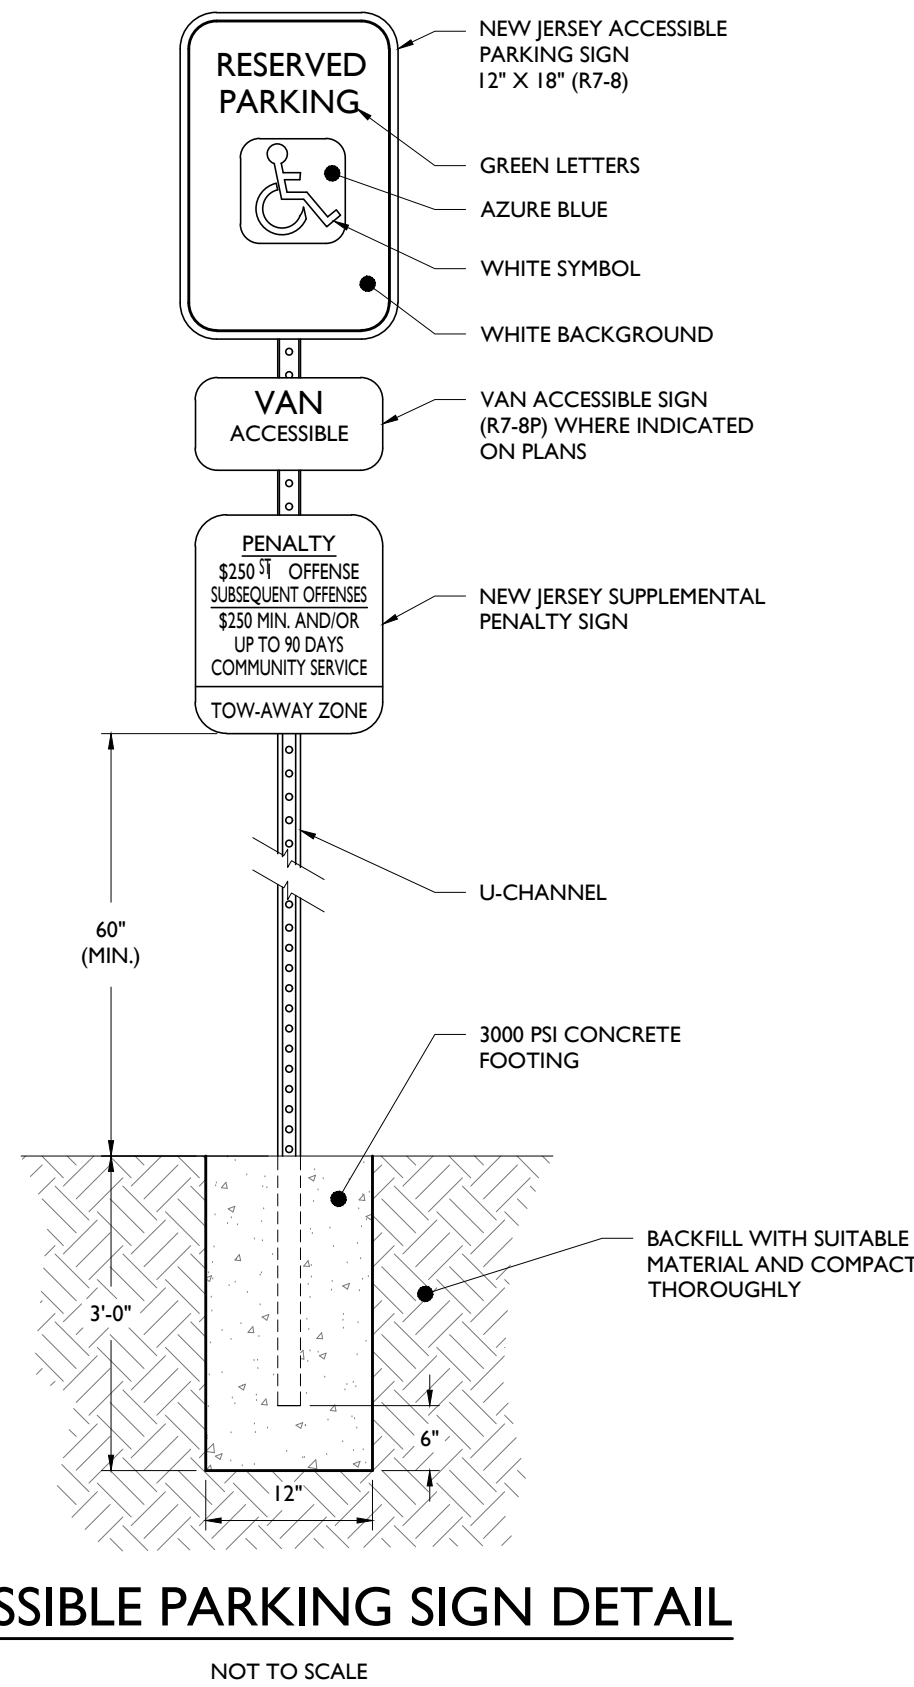 RESERVED
PARKING
NEW JERSEY ACCESSIBLE
PARKING SIGN
12" X 18" (R7-8)
GREEN LETTERS
AZURE BLUE
WHITE SYMBOL
WHITE BACKGROUND
VAN
ACCESSIBLE
VAN ACCESSIBLE SIGN
(R7-8P) WHERE INDICATED
ON PLANS
PENALTY
$250 ST OFFENSE
SUBSEQUENT OFFENSES
$250 MIN. AND/OR
UP TO 90 DAYS
COMMUNITY SERVICE
TOW-AWAY ZONE
NEW JERSEY SUPPLEMENTAL
PENALTY SIGN
U-CHANNEL
60"
(MIN.)
3000 PSI CONCRETE
FOOTING
BACKFILL WITH SUITABLE
MATERIAL AND COMPACT
THOROUGHLY
3'-0"
6"
12"
SSIBLE PARKING SIGN DETAIL
NOT TO SCALE